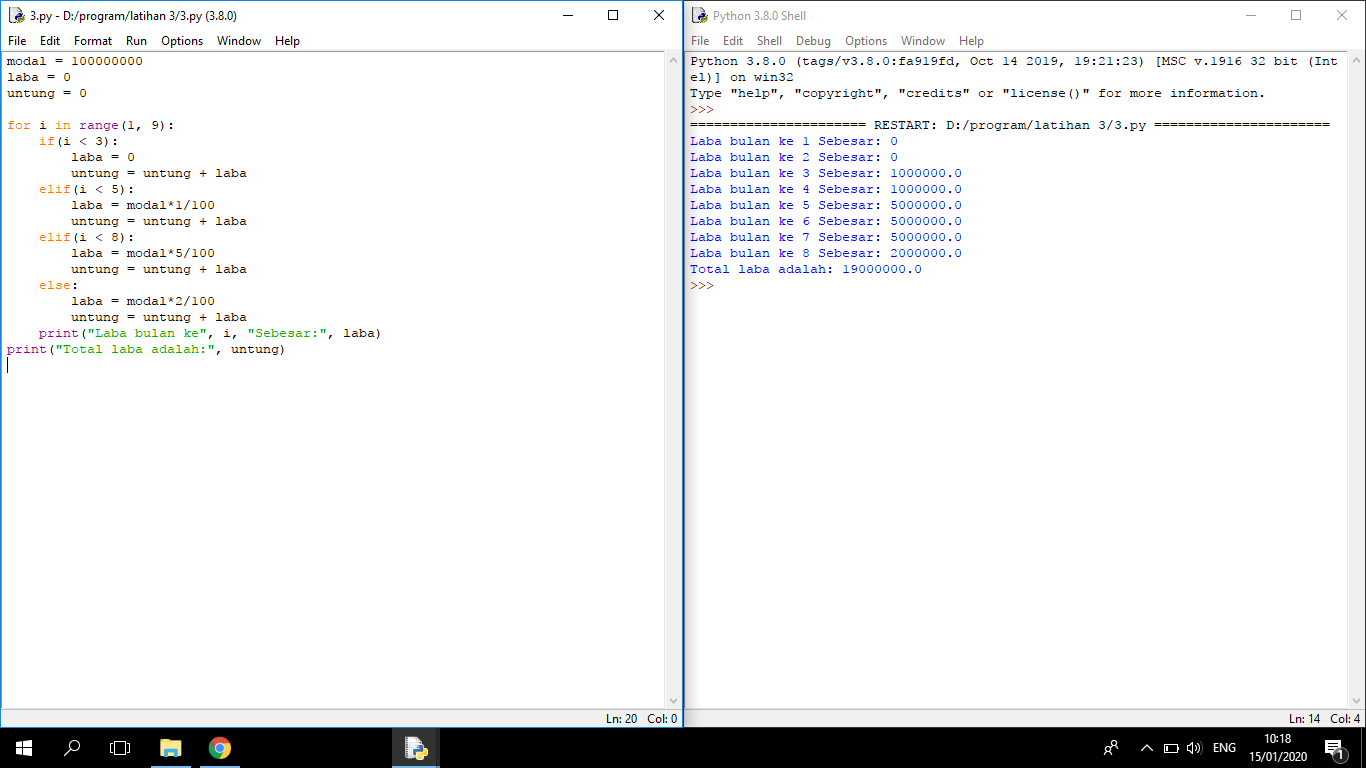 3.py - D:/program/latihan 3/3.py (3.8.0)
File Edit Format Run Options Window Help
modal = 100000000
laba = 0
untung = 0

for i in range(1, 9):
    if(i < 3):
        laba = 0
        untung = untung + laba
    elif(i < 5):
        laba = modal*1/100
        untung = untung + laba
    elif(i < 8):
        laba = modal*5/100
        untung = untung + laba
    else:
        laba = modal*2/100
        untung = untung + laba
    print("Laba bulan ke", i, "Sebesar:", laba)
print("Total laba adalah:", untung)
Ln: 20 Col: 0
Python 3.8.0 Shell
File Edit Shell Debug Options Window Help
Python 3.8.0 (tags/v3.8.0:fa919fd, Oct 14 2019, 19:21:23) [MSC v.1916 32 bit (Int
el)] on win32
Type "help", "copyright", "credits" or "license()" for more information.
>>>
====================== RESTART: D:/program/latihan 3/3.py ======================
Laba bulan ke 1 Sebesar: 0
Laba bulan ke 2 Sebesar: 0
Laba bulan ke 3 Sebesar: 1000000.0
Laba bulan ke 4 Sebesar: 1000000.0
Laba bulan ke 5 Sebesar: 5000000.0
Laba bulan ke 6 Sebesar: 5000000.0
Laba bulan ke 7 Sebesar: 5000000.0
Laba bulan ke 8 Sebesar: 2000000.0
Total laba adalah: 19000000.0
>>>
Ln: 14 Col: 4
ENG
10:18
15/01/2020
1